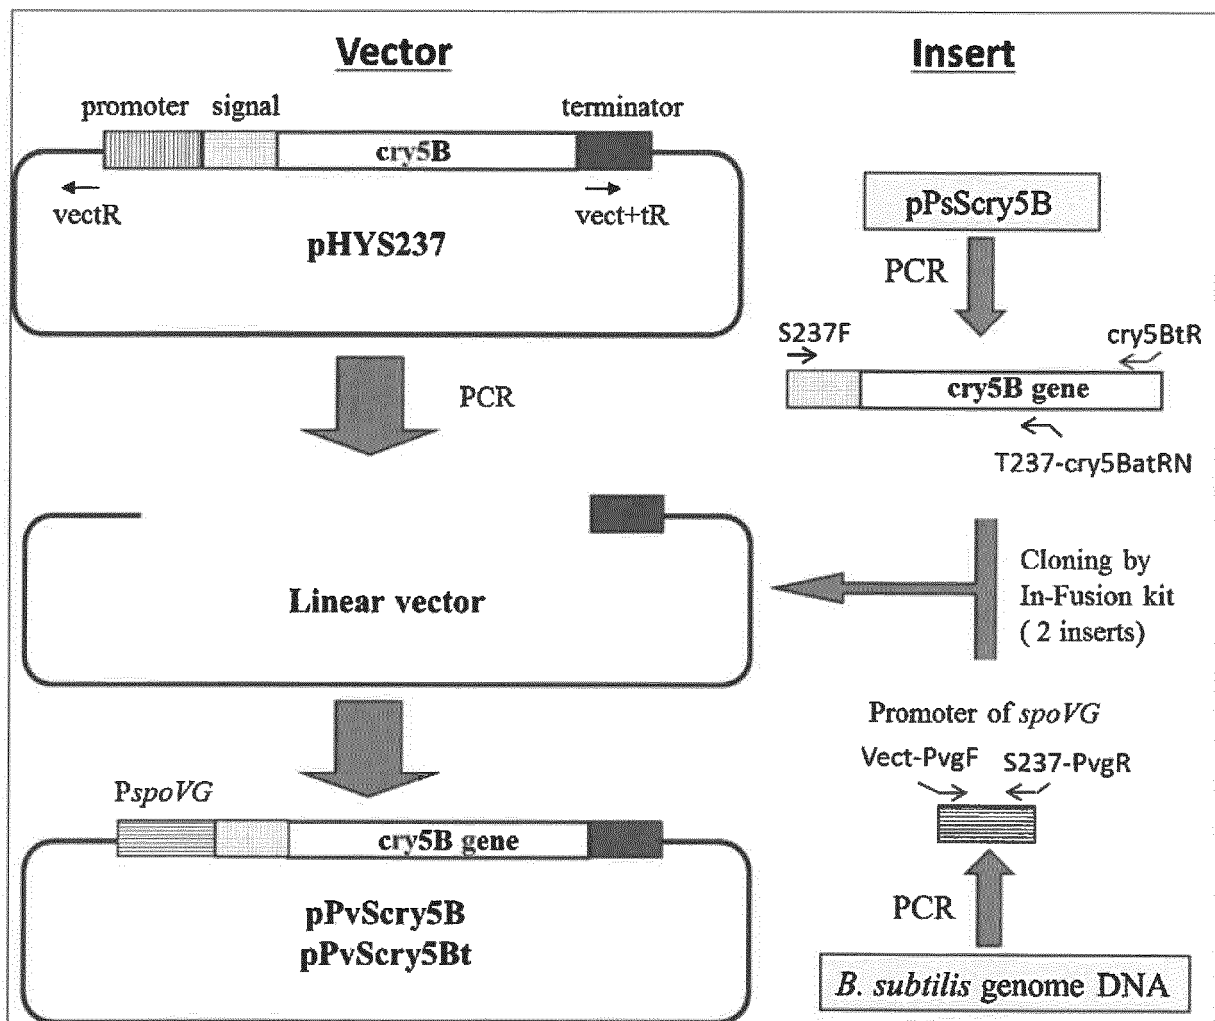 Vector
promoter signal terminator
cry5B
vectR vect+tR
pHYS237
PCR
Linear vector
PspoVG
cry5B gene
pPvScry5B
pPvScry5Bt
Insert
pPsScry5B
PCR
S237F cry5BtR
cry5B gene
T237-cry5BatRN
Cloning by
In-Fusion kit
( 2 inserts)
Promoter of spoVG
Vect-PvgF S237-PvgR
PCR
B. subtilis genome DNA